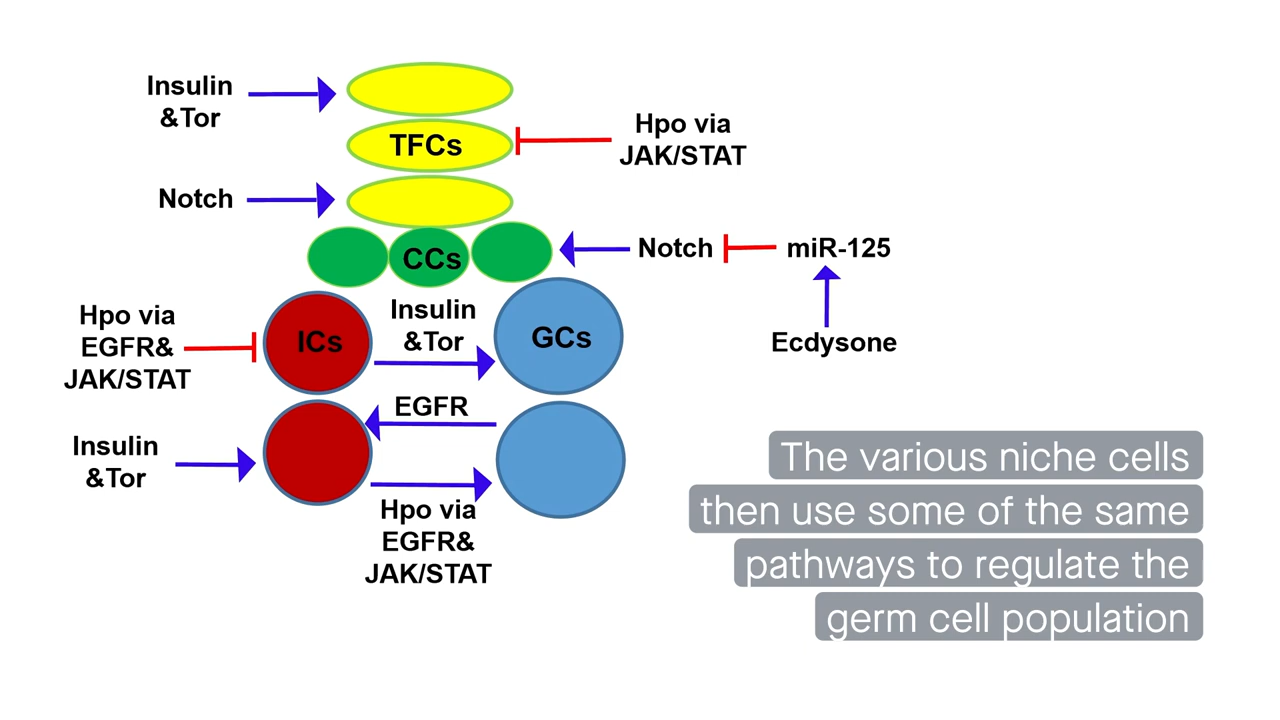 Insulin
&Tor
TFCs
Hpo via
JAK/STAT
Notch
CCs
Notch
miR-125
Ecdysone
Hpo via
EGFR&
JAK/STAT
ICs
Insulin
&Tor
GCs
EGFR
Insulin
&Tor
Hpo via
EGFR&
JAK/STAT
The various niche cells
then use some of the same
pathways to regulate the
germ cell population